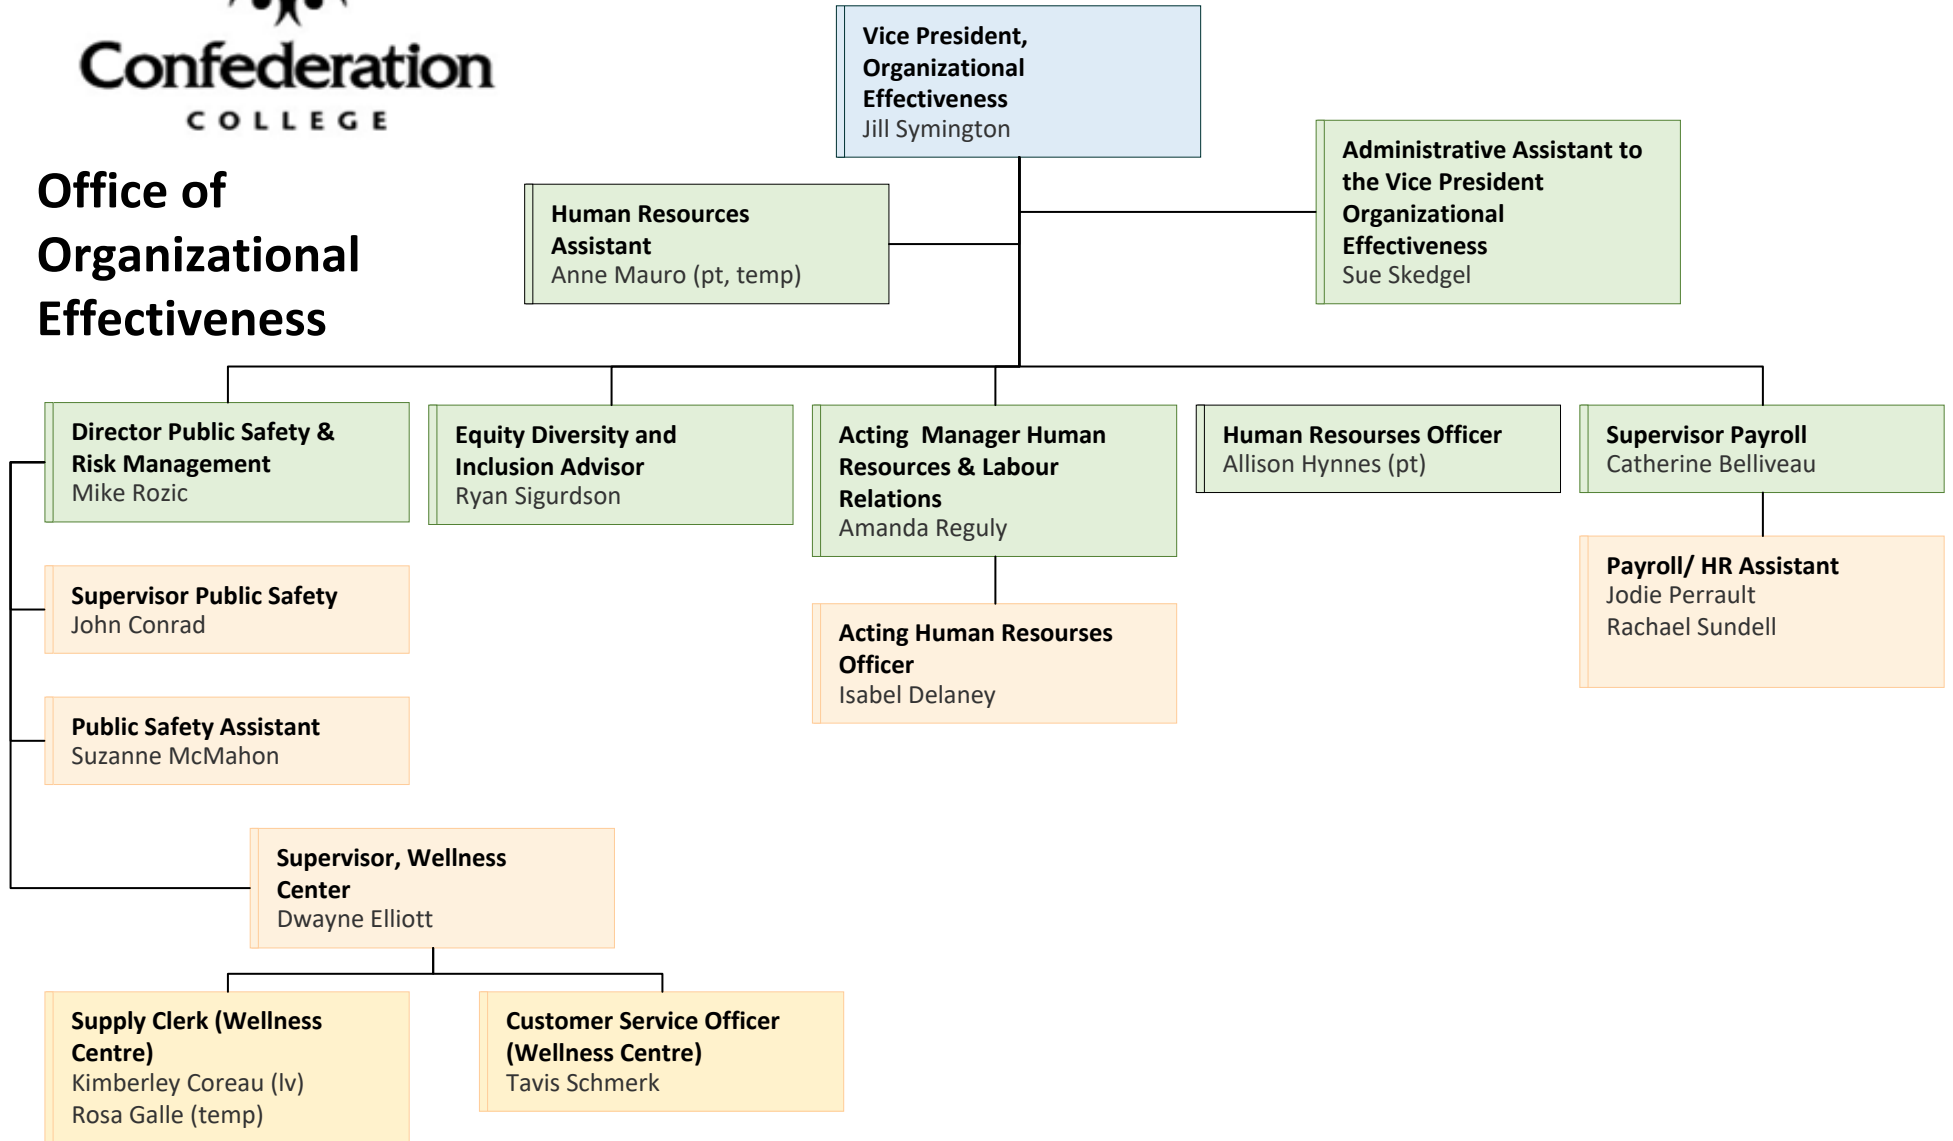 Confederation
COLLEGE
Office of
Organizational
Effectiveness
Vice President,
Organizational
Effectiveness
Jill Symington
Administrative Assistant to
the Vice President
Organizational
Effectiveness
Sue Skedgel
Human Resources
Assistant
Anne Mauro (pt, temp)
Director Public Safety &
Risk Management
Mike Rozic
Equity Diversity and
Inclusion Advisor
Ryan Sigurdson
Acting  Manager Human
Resources & Labour
Relations
Amanda Reguly
Human Resourses Officer
Allison Hynnes (pt)
Supervisor Payroll
Catherine Belliveau
Supervisor Public Safety
John Conrad
Acting Human Resourses
Officer
Isabel Delaney
Payroll/ HR Assistant
Jodie Perrault
Rachael Sundell
Public Safety Assistant
Suzanne McMahon
Supervisor, Wellness
Center
Dwayne Elliott
Supply Clerk (Wellness
Centre)
Kimberley Coreau (lv)
Rosa Galle (temp)
Customer Service Officer
(Wellness Centre)
Tavis Schmerk